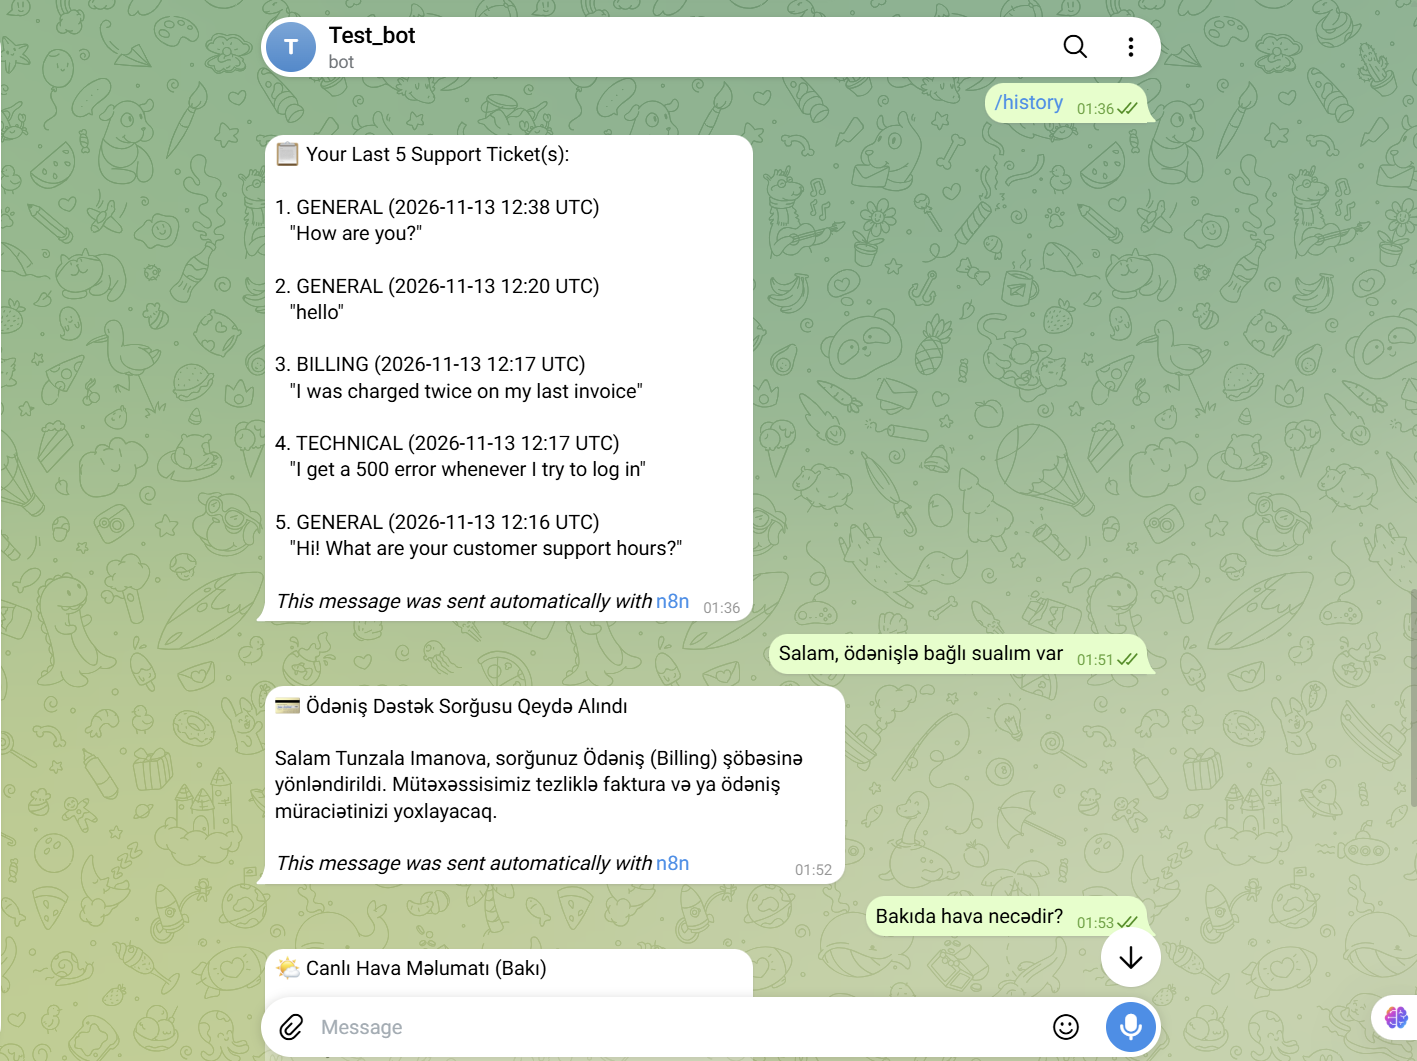 T
Test_bot
bot
/history 01:36
Your Last 5 Support Ticket(s):
1. GENERAL (2026-11-13 12:38 UTC)
"How are you?"
2. GENERAL (2026-11-13 12:20 UTC)
"hello"
3. BILLING (2026-11-13 12:17 UTC)
"I was charged twice on my last invoice"
4. TECHNICAL (2026-11-13 12:17 UTC)
"I get a 500 error whenever I try to log in"
5. GENERAL (2026-11-13 12:16 UTC)
"Hi! What are your customer support hours?"
This message was sent automatically with n8n 01:36
Salam, ödənişlə bağlı sualım var 01:51
Ödəniş Dəstək Sorğusu Qeydə Alındı
Salam Tunzala Imanova, sorğunuz Ödəniş (Billing) şöbəsinə
yönləndirildi. Mütəxəssisimiz tezliklə faktura və ya ödəniş
müraciətinizi yoxlayacaq.
This message was sent automatically with n8n 01:52
Bakıda hava necədir? 01:53
Canlı Hava Məlumatı (Bakı)
Message